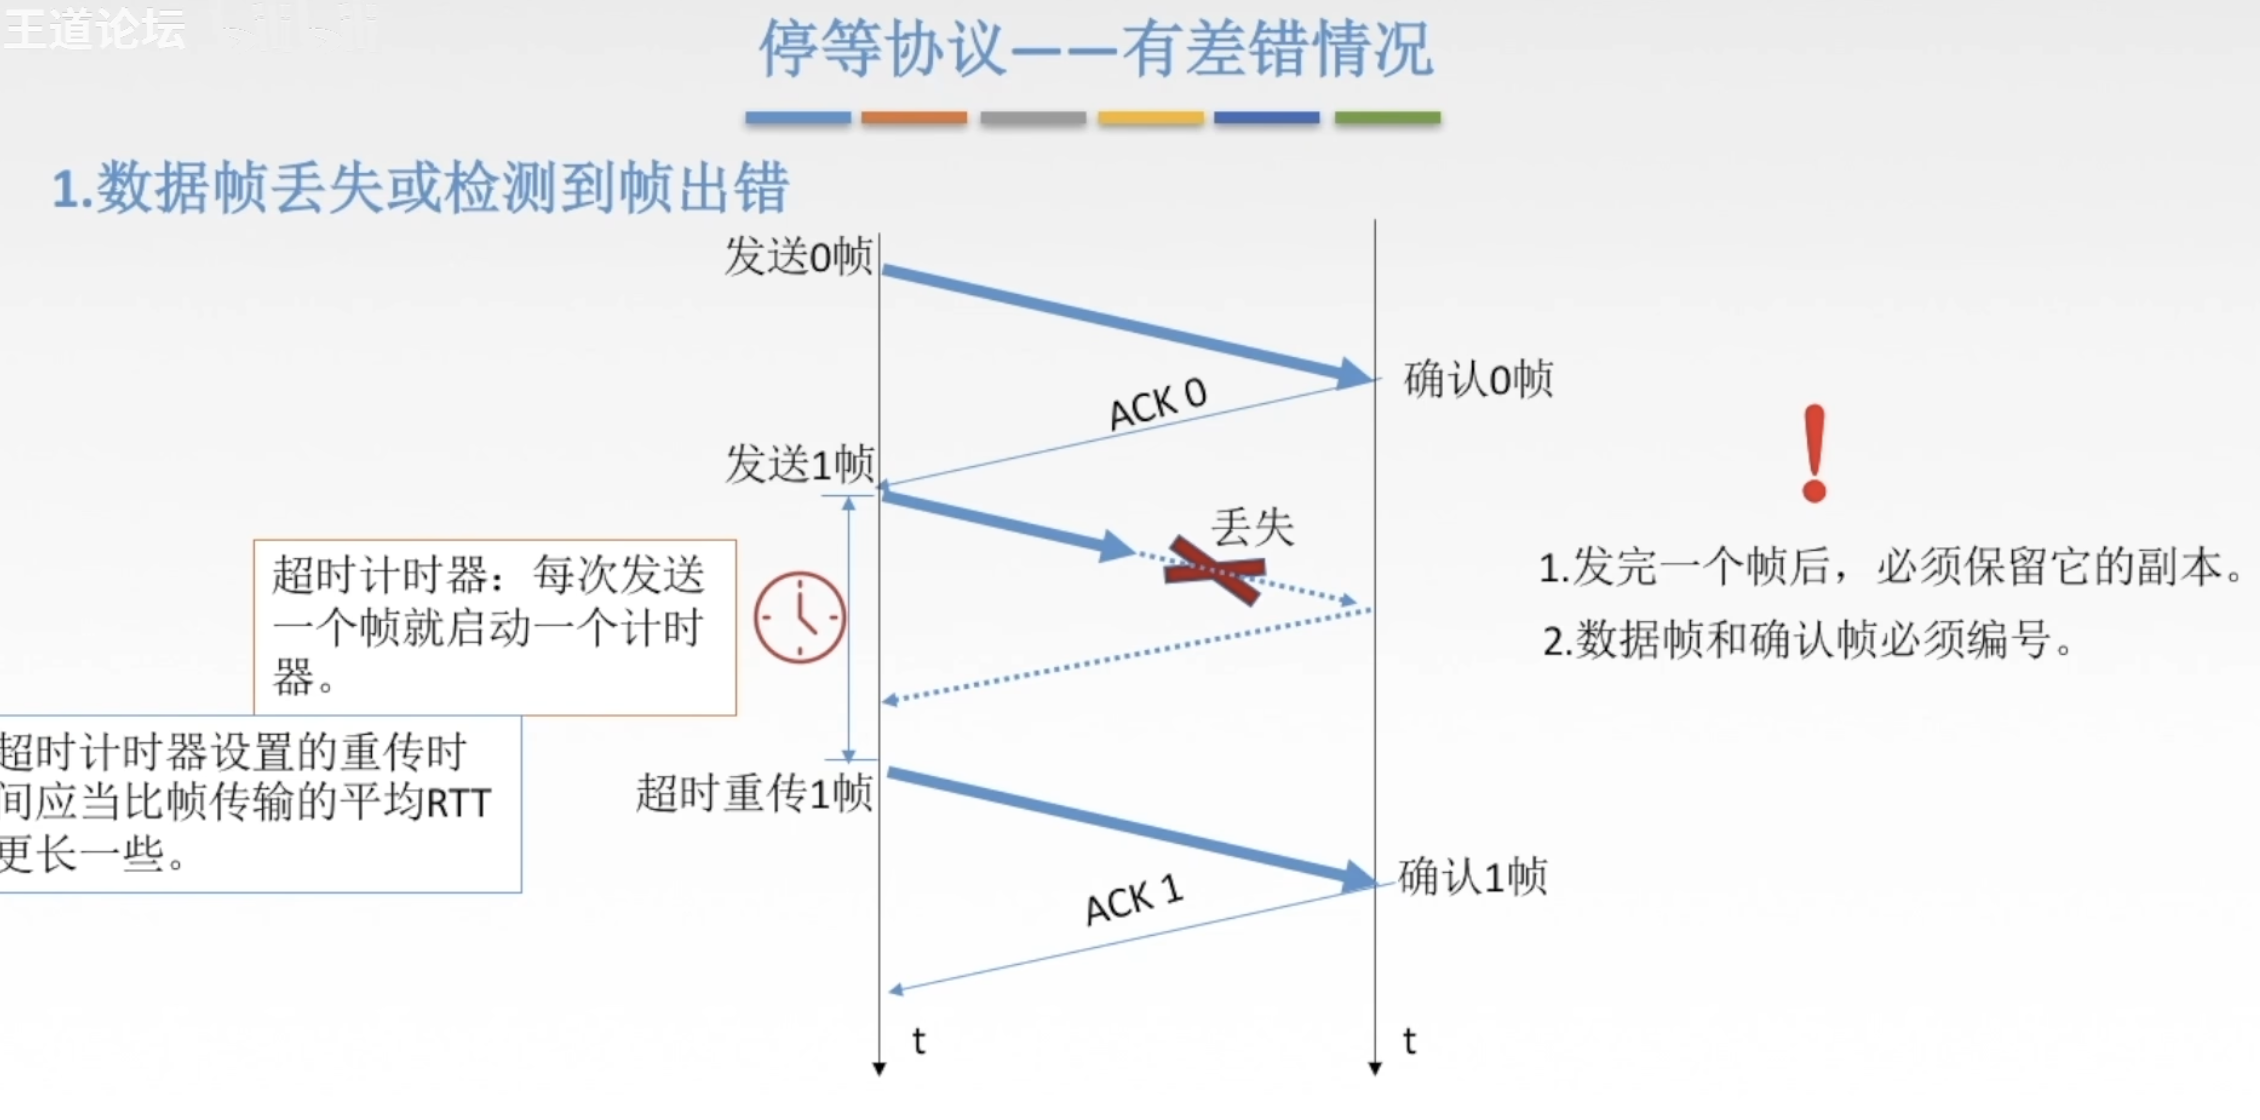 王道论坛
停等协议——有差错情况
1.数据帧丢失或检测到帧出错
发送0帧
确认0帧
ACK 0
发送1帧
丢失
超时计时器：每次发送
一个帧就启动一个计时
器。
1.发完一个帧后，必须保留它的副本。
2.数据帧和确认帧必须编号。
超时计时器设置的重传时
间应当比帧传输的平均RTT
更长一些。
超时重传1帧
确认1帧
ACK 1
t
t